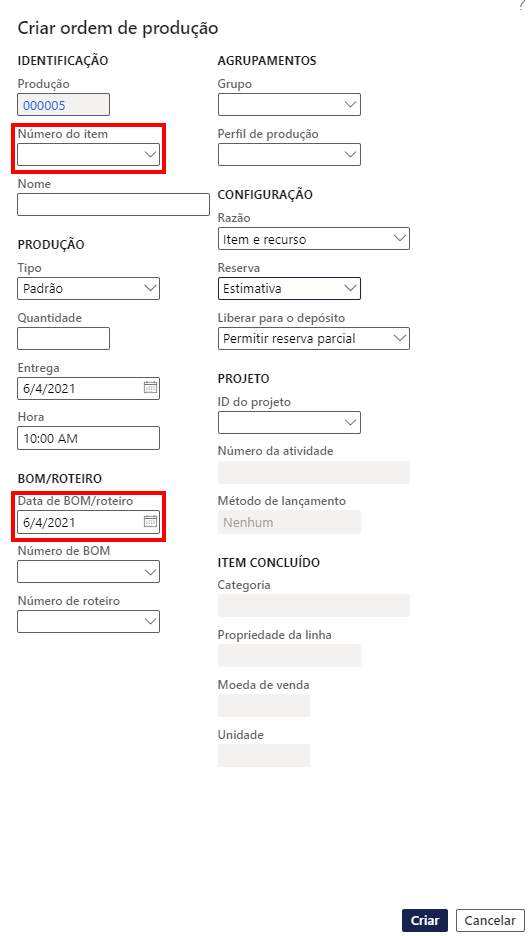 Criar ordem de produção
IDENTIFICAÇÃO
Produção
000005
Número do item
Nome
PRODUÇÃO
Tipo
Padrão
Quantidade
Entrega
6/4/2021
Hora
10:00 AM
BOM/ROTEIRO
Data de BOM/roteiro
6/4/2021
Número de BOM
Número de roteiro
AGRUPAMENTOS
Grupo
Perfil de produção
CONFIGURAÇÃO
Razão
Item e recurso
Reserva
Estimativa
Liberar para o depósito
Permitir reserva parcial
PROJETO
ID do projeto
Número da atividade
Método de lançamento
Nenhum
ITEM CONCLUÍDO
Categoria
Propriedade da linha
Moeda de venda
Unidade
Criar
Cancelar